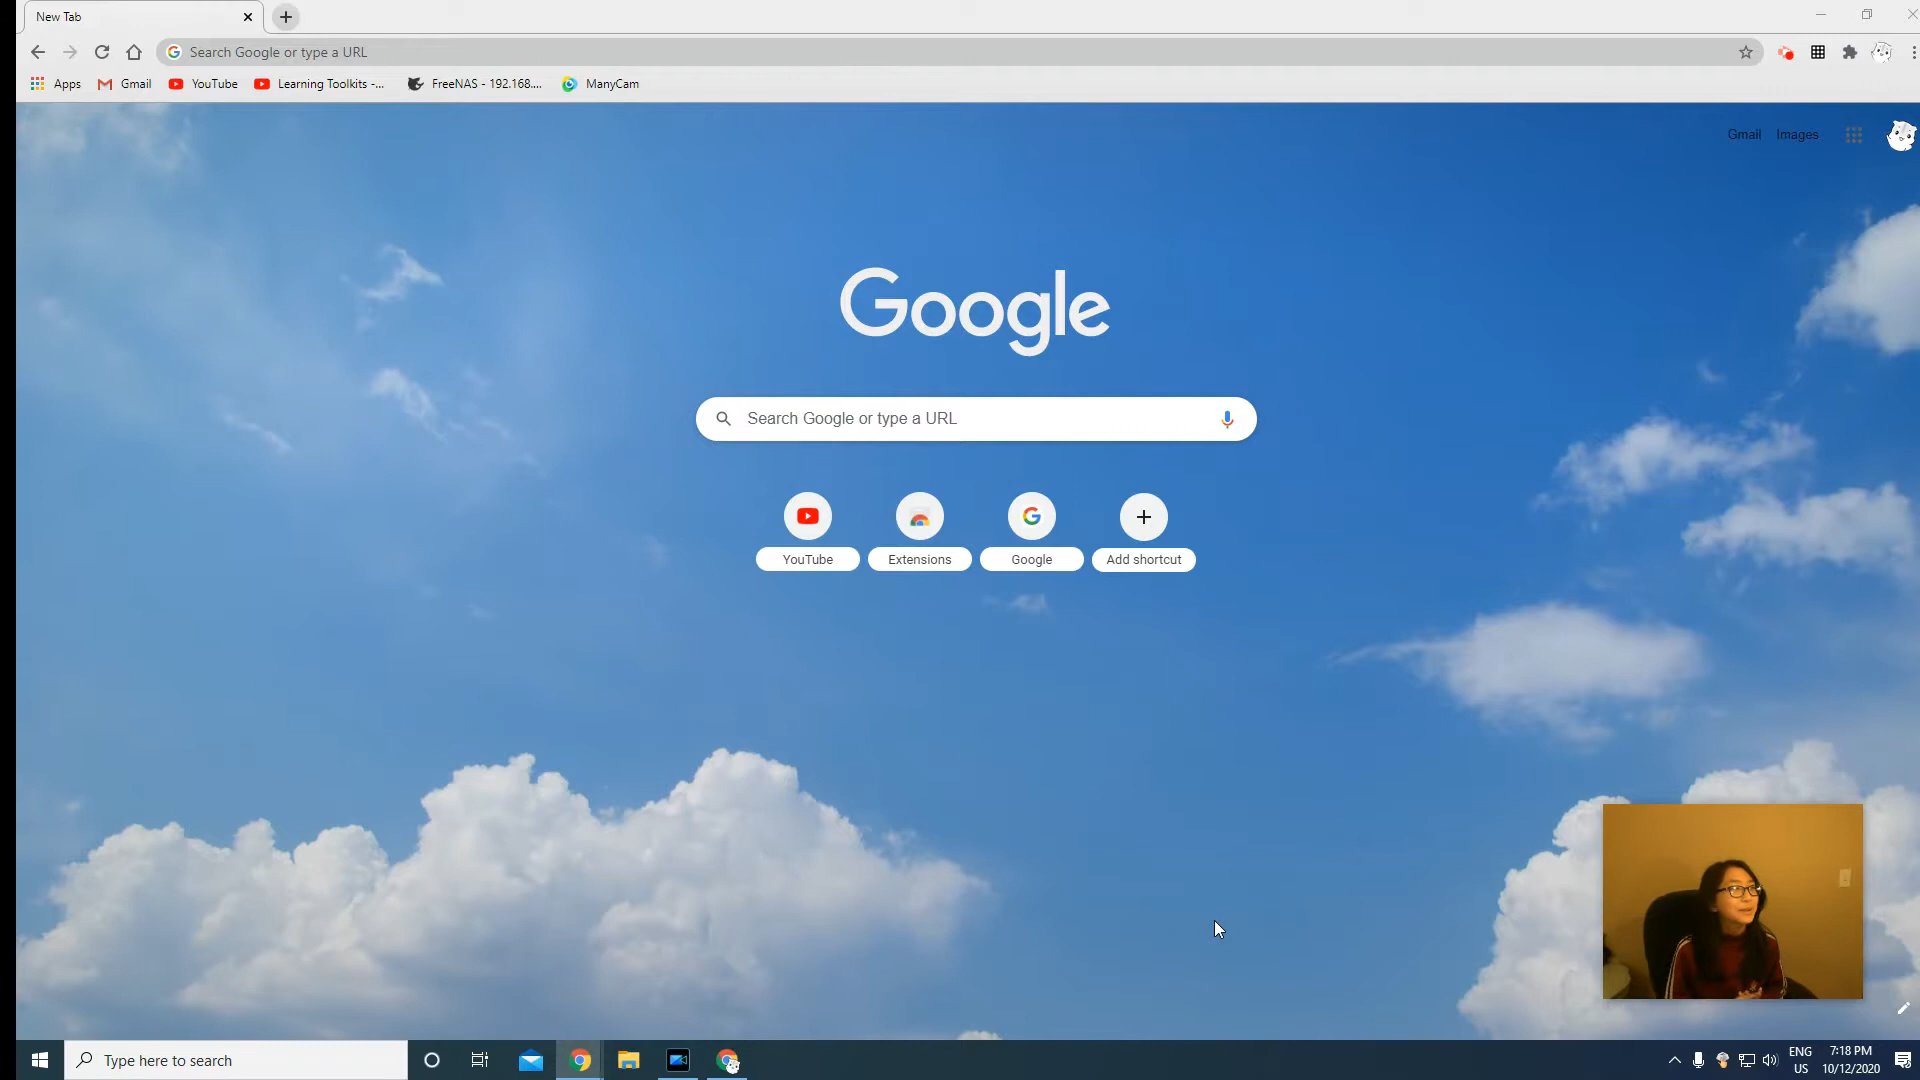 New Tab
Search Google or type a URL
Apps
Gmail
YouTube
Learning Toolkits -...
FreeNAS - 192.168....
ManyCam
Gmail
Images
Google
Search Google or type a URL
YouTube
Extensions
Google
Add shortcut
Type here to search
ENG
US
7:18 PM
10/12/2020